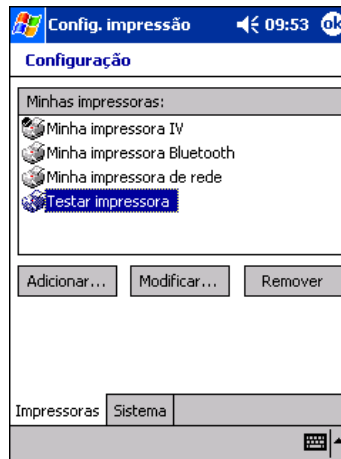 Config. impressão 09:53 ok
Configuração
Minhas impressoras:
Minha impressora IV
Minha impressora Bluetooth
Minha impressora de rede
Testar impressora
Adicionar... Modificar... Remover
Impressoras Sistema